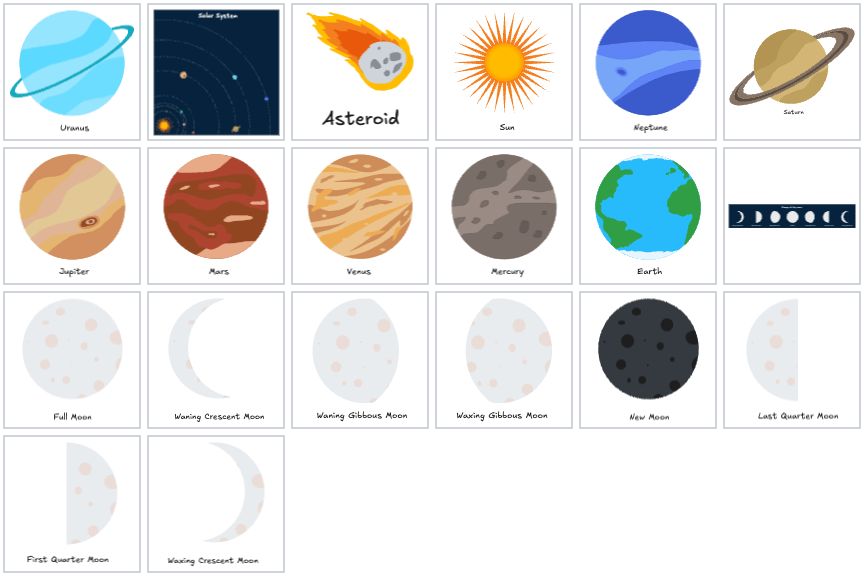 Uranus
Solar System
Asteroid
Sun
Neptune
Saturn
Jupiter
Mars
Venus
Mercury
Earth
Full Moon
Waning Crescent Moon
Waning Gibbous Moon
Waxing Gibbous Moon
New Moon
Last Quarter Moon
First Quarter Moon
Waxing Crescent Moon